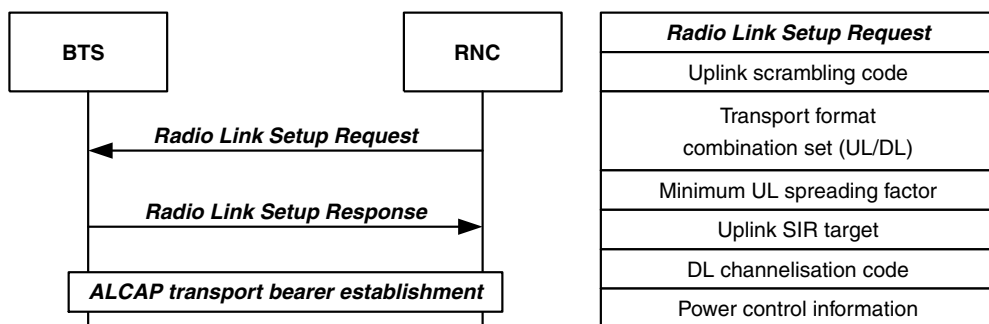 BTS
RNC
Radio Link Setup Request
Radio Link Setup Response
ALCAP transport bearer establishment
Radio Link Setup Request
Uplink scrambling code
Transport format
combination set (UL/DL)
Minimum UL spreading factor
Uplink SIR target
DL channelisation code
Power control information